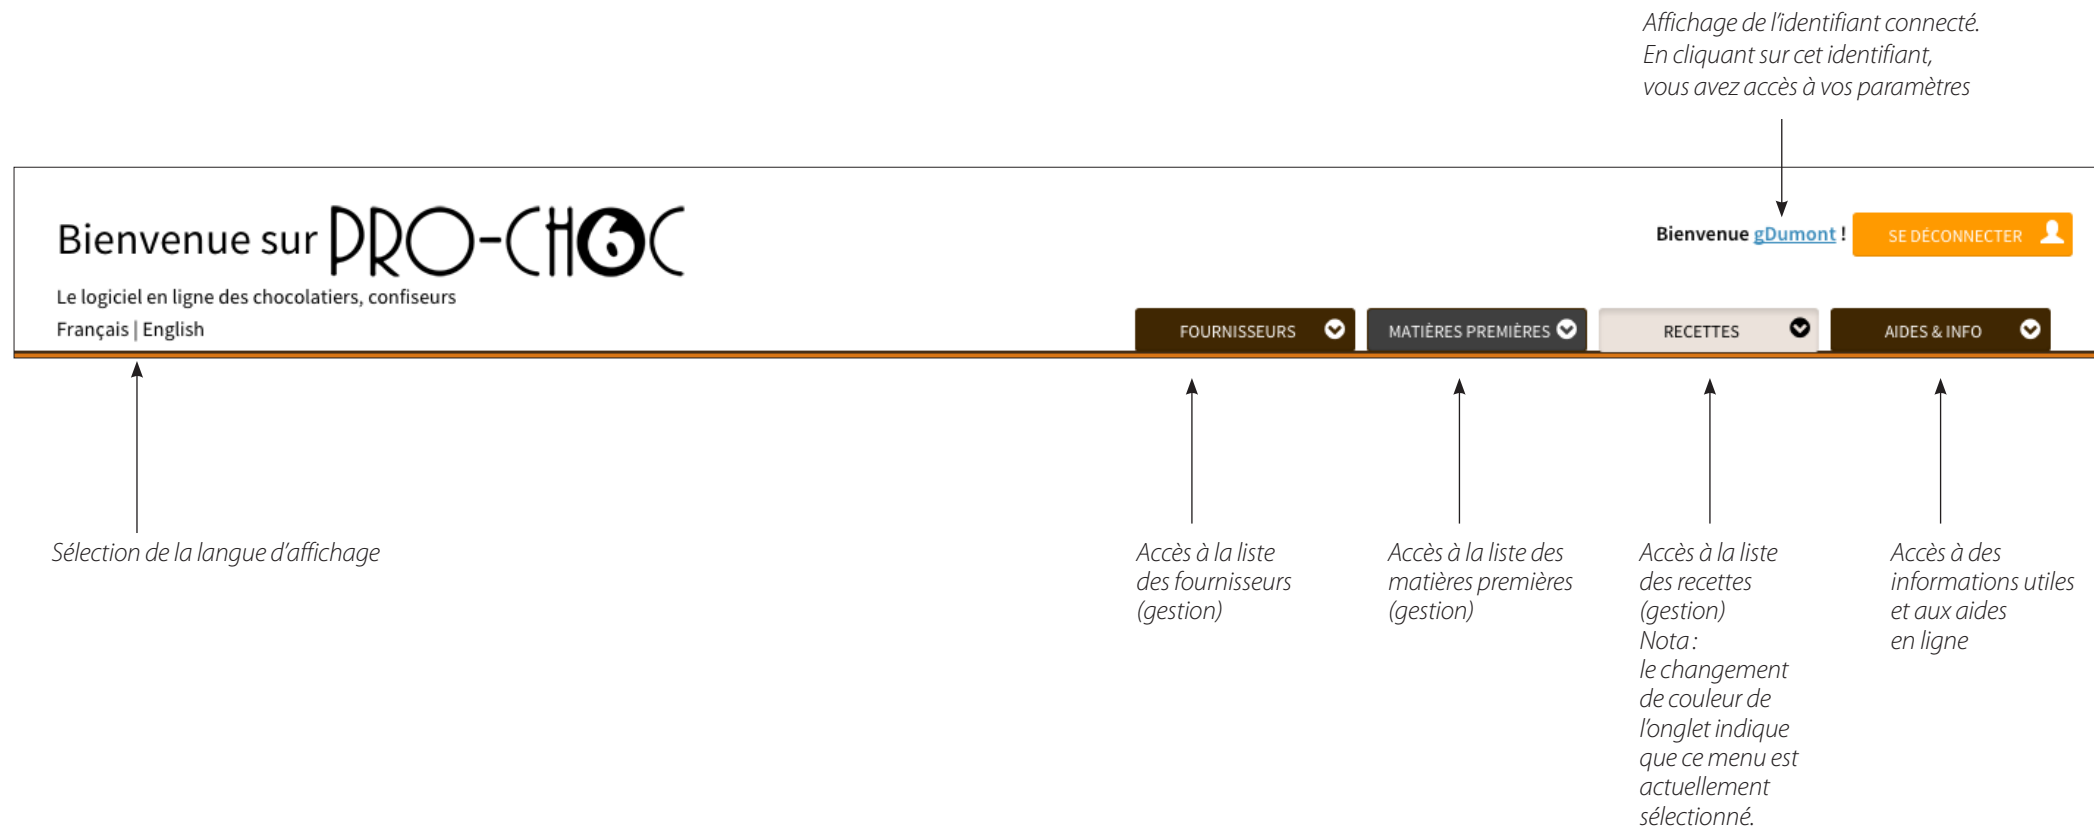 Affichage de l'identifiant connecté.
En cliquant sur cet identifiant,
vous avez accès à vos paramètres
Bienvenue sur PRO-CHOC
Bienvenue gDumont !
SE DÉCONNECTER
Le logiciel en ligne des chocolatiers, confiseurs
Français | English
FOURNISSEURS
MATIÈRES PREMIÈRES
RECETTES
AIDES & INFO
Sélection de la langue d'affichage
Accès à la liste
des fournisseurs
(gestion)
Accès à la liste des
matières premières
(gestion)
Accès à la liste
des recettes
(gestion)
Nota :
le changement
de couleur de
l'onglet indique
que ce menu est
actuellement
sélectionné.
Accès à des
informations utiles
et aux aides
en ligne